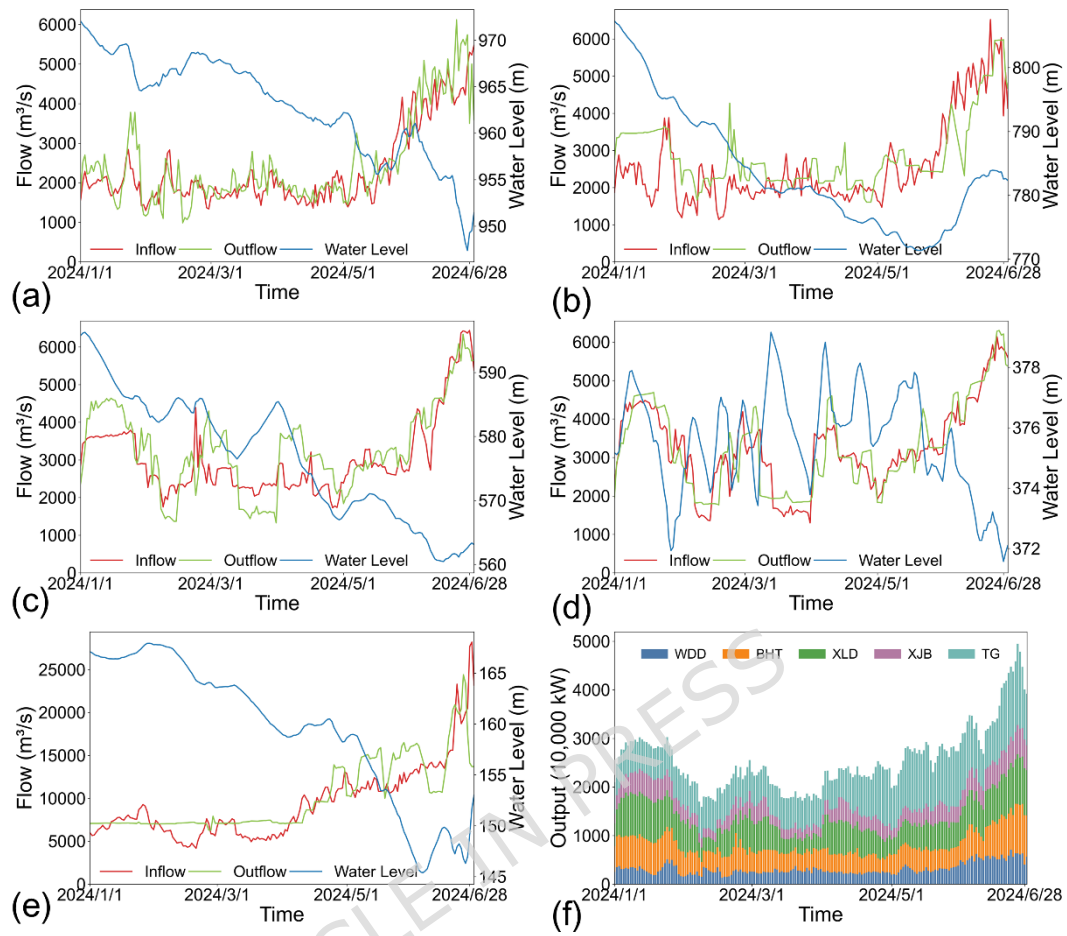 6000
5000
4000
3000
2000
1000
0
Flow (m³/s)
970
965
960
955
950
Water Level (m)
Inflow Outflow Water Level
2024/1/1 2024/3/1 2024/5/1 2024/6/28
Time
(a)
6000
5000
4000
3000
2000
1000
0
Flow (m³/s)
800
790
780
770
Water Level (m)
Inflow Outflow Water Level
2024/1/1 2024/3/1 2024/5/1 2024/6/28
Time
(b)
6000
5000
4000
3000
2000
1000
0
Flow (m³/s)
590
580
570
560
Water Level (m)
Inflow Outflow Water Level
2024/1/1 2024/3/1 2024/5/1 2024/6/28
Time
(c)
6000
5000
4000
3000
2000
1000
0
Flow (m³/s)
378
376
374
372
Water Level (m)
Inflow Outflow Water Level
2024/1/1 2024/3/1 2024/5/1 2024/6/28
Time
(d)
25000
20000
15000
10000
5000
0
Flow (m³/s)
165
160
155
150
145
Water Level (m)
Inflow Outflow Water Level
2024/1/1 2024/3/1 2024/5/1 2024/6/28
Time
(e)
5000
4000
3000
2000
1000
0
Output (10,000 kW)
WDD BHT XLD XJB TG
2024/1/1 2024/3/1 2024/5/1 2024/6/28
Time
(f)
IN PRESS